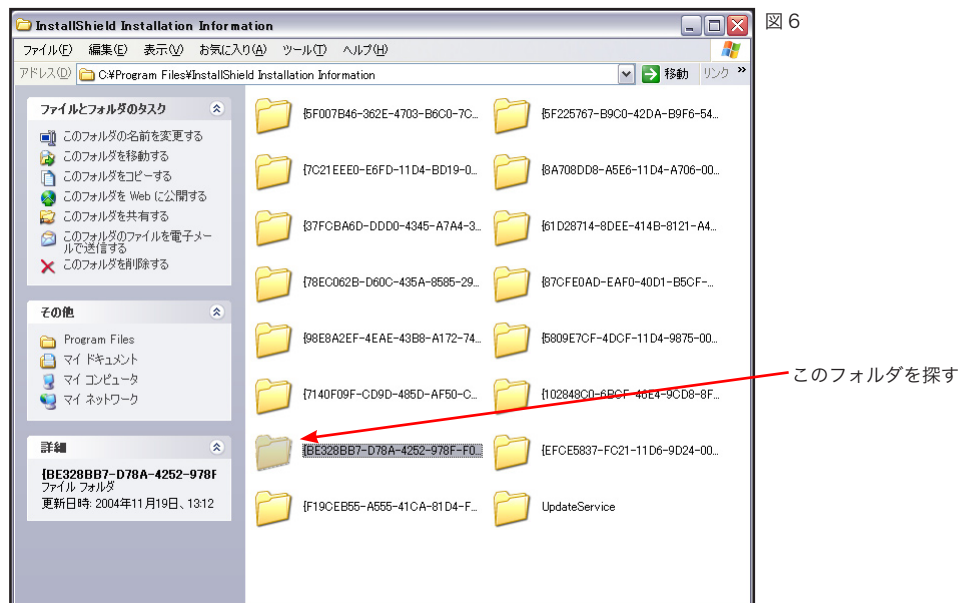 InstallShield Installation Information
図６
ファイル(F) 編集(E) 表示(V) お気に入り(A) ツール(T) ヘルプ(H)
アドレス(D) C:¥Program Files¥InstallShield Installation Information 移動 リンク »
ファイルとフォルダのタスク
このフォルダの名前を変更する
このフォルダを移動する
このフォルダをコピーする
このフォルダを Web に公開する
このフォルダを共有する
このフォルダのファイルを電子メー
ルで送信する
このフォルダを削除する
その他
Program Files
マイ ドキュメント
マイ コンピュータ
マイ ネットワーク
詳細
{BE328BB7-D78A-4252-978F
ファイル フォルダ
更新日時: 2004年11月19日、13:12
{5F007B46-362E-4703-B6C0-7C... {5F225767-B9C0-42DA-B9F6-54...
{7C21EEE0-E6FD-11D4-BD19-0... {8A708DD8-A5E6-11D4-A706-00...
{37FCBA6D-DDD0-4345-A7A4-3... {61D28714-8DEE-414B-8121-A4...
{78EC062B-D60C-435A-8585-29... {87CFE0AD-EAF0-40D1-B5CF-...
{98E8A2EF-4EAE-43B8-A172-74... {5809E7CF-4DCF-11D4-9875-00...
{7140F09F-CD9D-485D-AF50-C... {102848C0-6BCF-46E4-9CD8-8F...
{BE328BB7-D78A-4252-978F-F0... {EFCE5837-FC21-11D6-9D24-00...
{F19CEB55-A555-41CA-81D4-F... UpdateService
このフォルダを探す